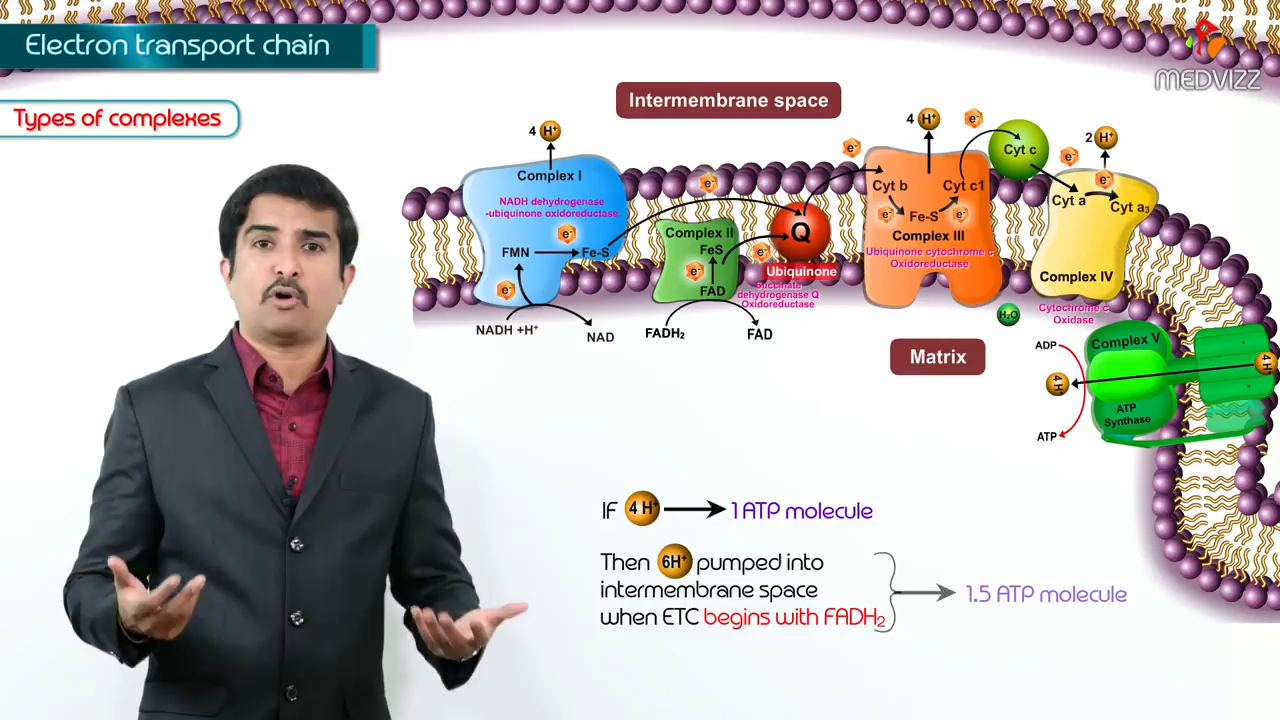 Electron transport chain
MEDVIZZ
Types of complexes
Intermembrane space
4 H⁺
Complex I
NADH dehydrogenase
-ubiquinone oxidoreductase
FMN
Fe-S
e⁻
e⁻
e⁻
NADH +H⁺
NAD
Complex II
FeS
FAD
e⁻
e⁻
FADH₂
FAD
Q
Ubiquinone
Succinate
dehydrogenase Q
Oxidoreductase
e⁻
4 H⁺
e⁻
Cyt b
Cyt c1
Fe-S
e⁻
e⁻
Complex III
Ubiquinone cytochrome c
Oxidoreductase
Cyt c
e⁻
2 H⁺
e⁻
Cyt a
Cyt a₃
Complex IV
Cytochrome c
Oxidase
H₂O
Matrix
ADP
Complex V
4 H
4 H
ATP
Synthase
ATP
IF 4 H⁺ 1 ATP molecule
Then 6H⁺ pumped into
intermembrane space
when ETC begins with FADH₂
1.5 ATP molecule